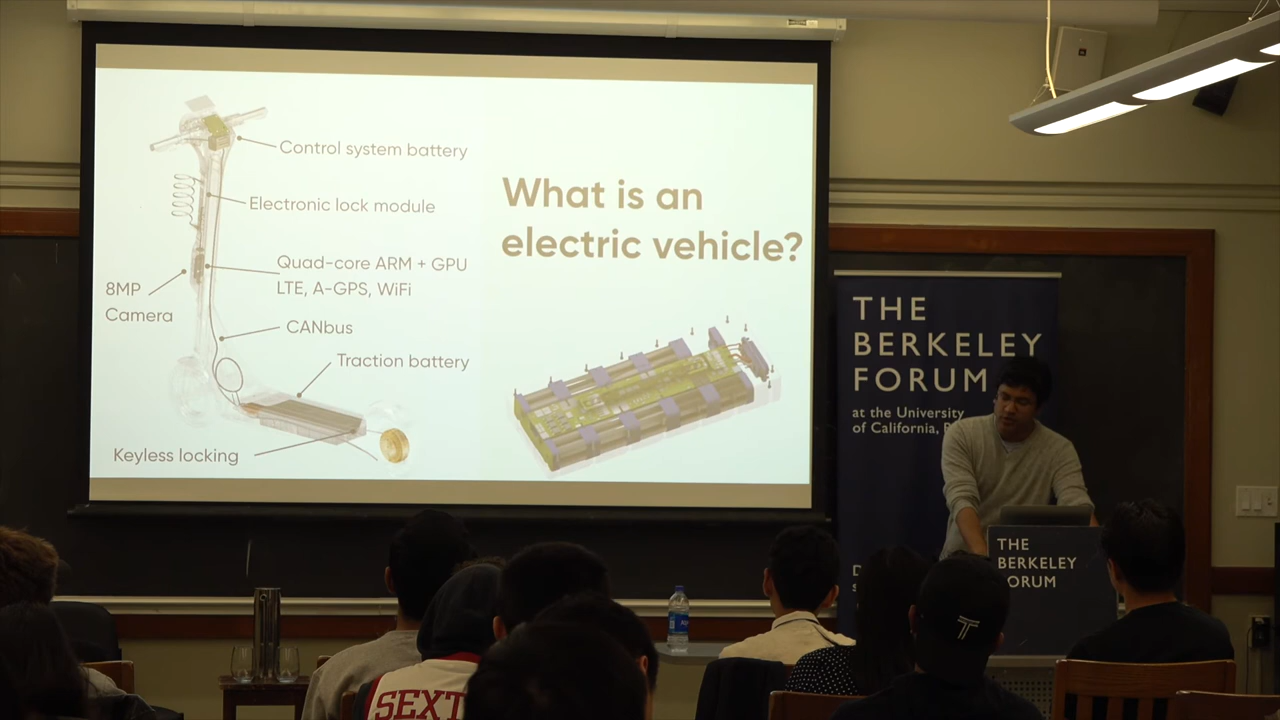 Control system battery
Electronic lock module
Quad-core ARM + GPU
LTE, A-GPS, WiFi
8MP
Camera
CANbus
Traction battery
Keyless locking
What is an
electric vehicle?
THE
BERKELEY
FORUM
at the University
of California,
THE
BERKELEY
FORUM
SEXT